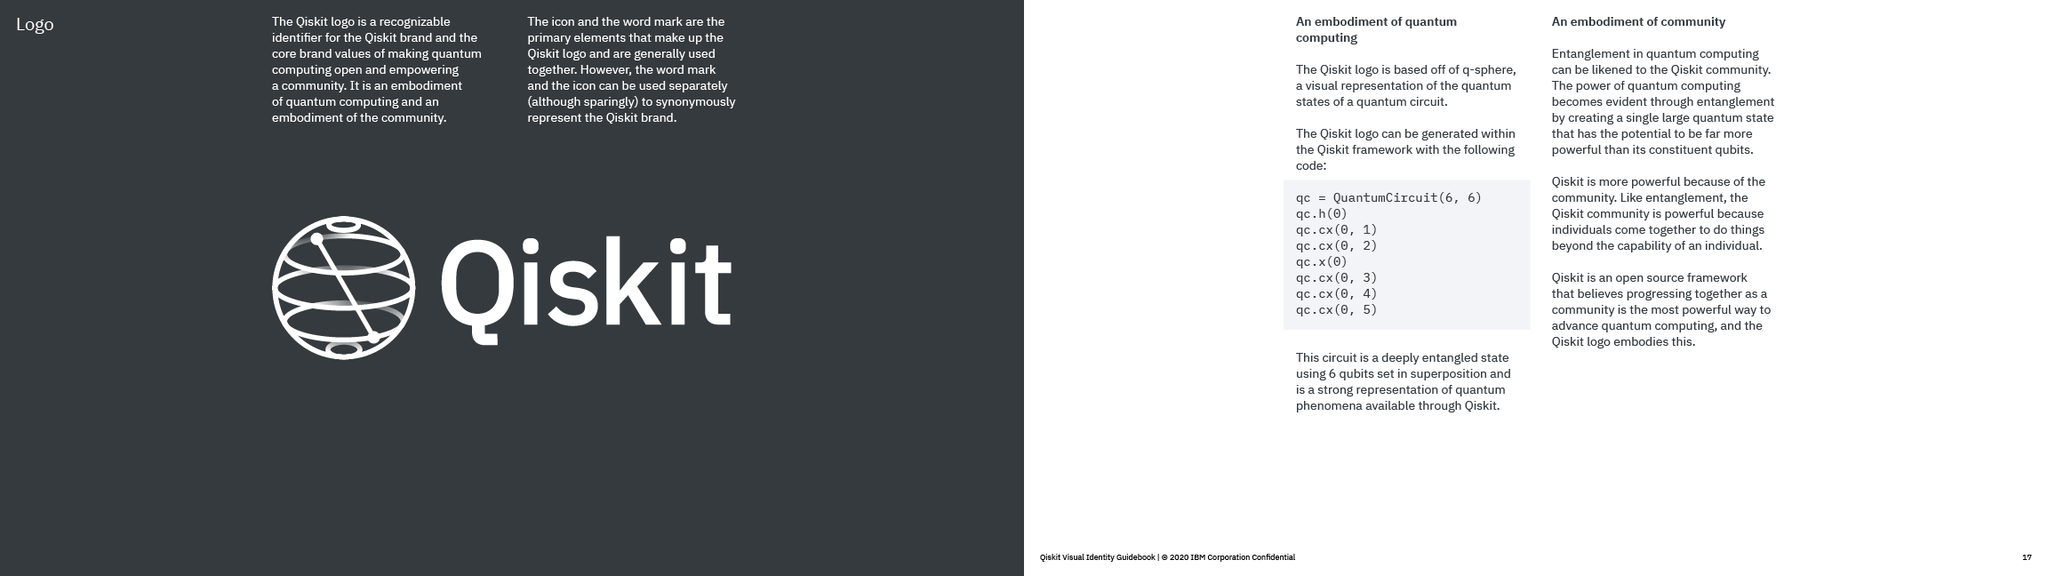 Logo
The Qiskit logo is a recognizable
identifier for the Qiskit brand and the
core brand values of making quantum
computing open and empowering
a community. It is an embodiment
of quantum computing and an
embodiment of the community.
The icon and the word mark are the
primary elements that make up the
Qiskit logo and are generally used
together. However, the word mark
and the icon can be used separately
(although sparingly) to synonymously
represent the Qiskit brand.
Qiskit
An embodiment of quantum
computing
The Qiskit logo is based off of q-sphere,
a visual representation of the quantum
states of a quantum circuit.
The Qiskit logo can be generated within
the Qiskit framework with the following
code:
qc = QuantumCircuit(6, 6)
qc.h(0)
qc.cx(0, 1)
qc.cx(0, 2)
qc.x(0)
qc.cx(0, 3)
qc.cx(0, 4)
qc.cx(0, 5)
This circuit is a deeply entangled state
using 6 qubits set in superposition and
is a strong representation of quantum
phenomena available through Qiskit.
An embodiment of community
Entanglement in quantum computing
can be likened to the Qiskit community.
The power of quantum computing
becomes evident through entanglement
by creating a single large quantum state
that has the potential to be far more
powerful than its constituent qubits.
Qiskit is more powerful because of the
community. Like entanglement, the
Qiskit community is powerful because
individuals come together to do things
beyond the capability of an individual.
Qiskit is an open source framework
that believes progressing together as a
community is the most powerful way to
advance quantum computing, and the
Qiskit logo embodies this.
Qiskit Visual Identity Guidebook | © 2020 IBM Corporation Confidential
17